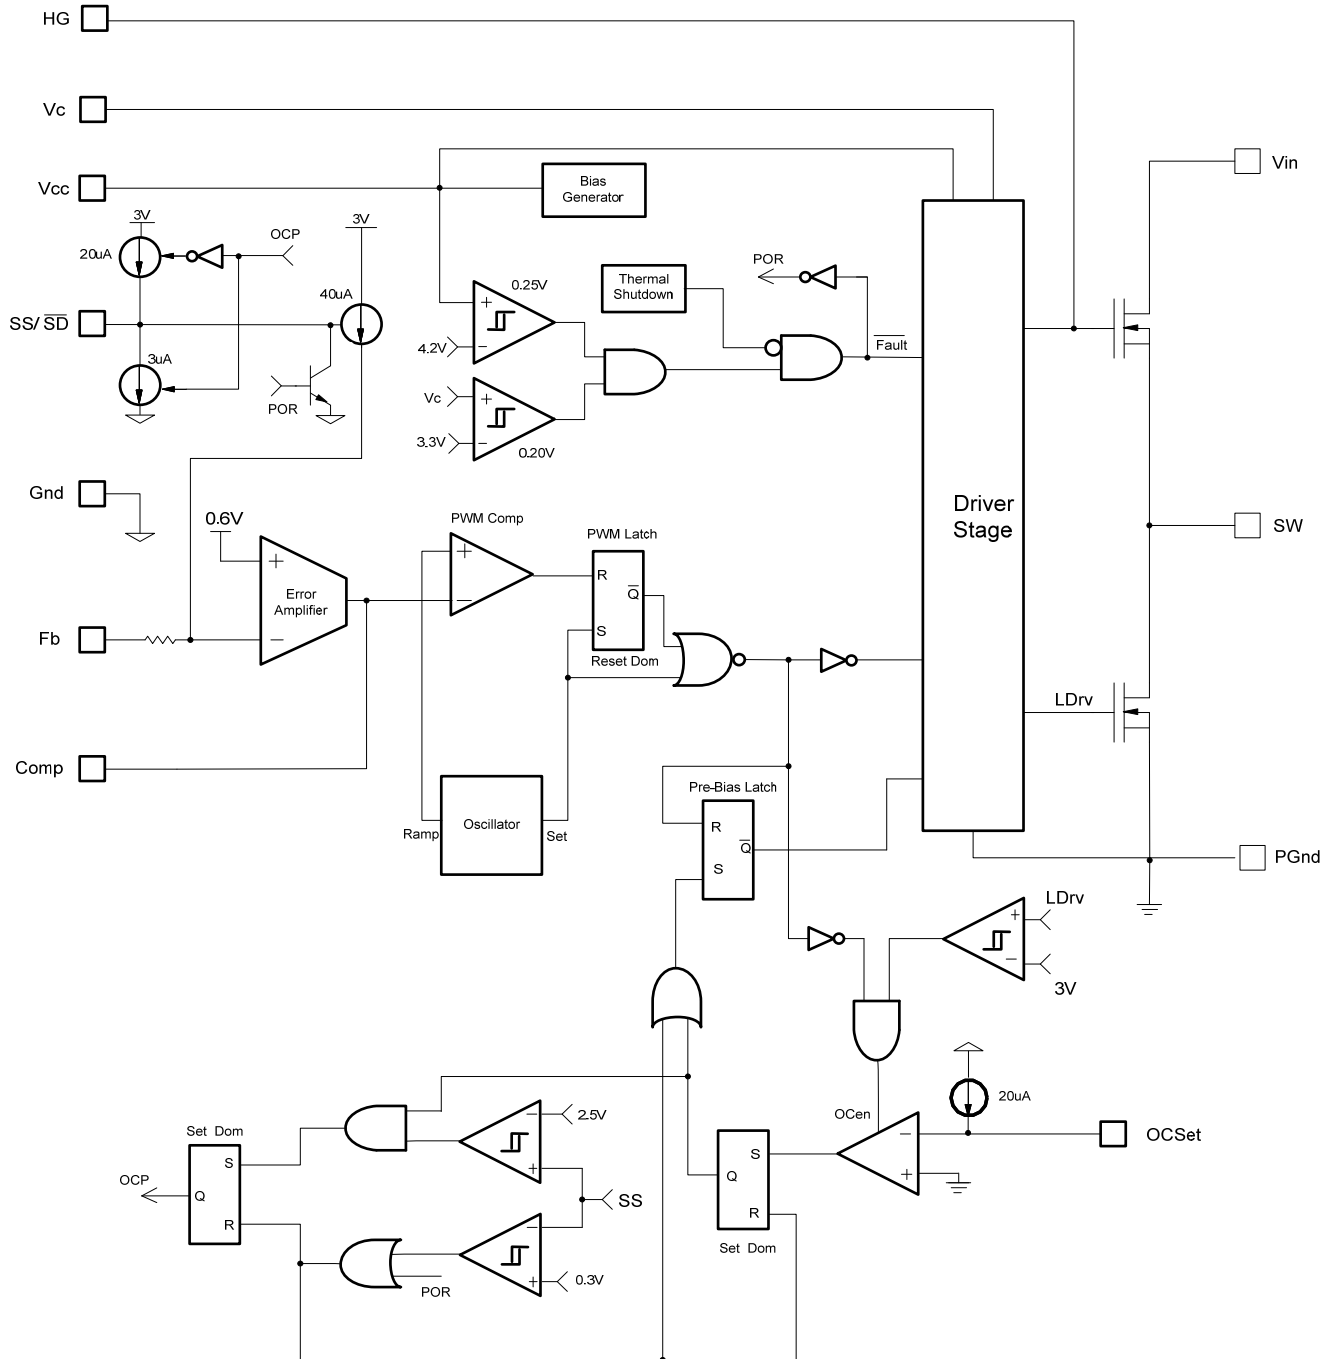 HG
Vc
Vcc
Bias
Generator
Vin
3V
OCP
20uA
3V
40uA
SS/ S̅D̅
3uA
POR
0.25V
4.2V
+
-
Thermal
Shutdown
POR
F̅a̅u̅l̅t̅
Vc
+
3.3V
-
0.20V
Gnd
Driver
Stage
SW
0.6V
+
Error
Amplifier
-
PWM Comp
+
-
PWM Latch
R
Q̅
S
Reset Dom
Fb
LDrv
Comp
Ramp
Oscillator
Set
Pre-Bias Latch
R
Q̅
S
PGnd
LDrv
+
-
3V
20uA
OCen
-
+
OCSet
Set Dom
S
Q
R
OCP
-
2.5V
+
SS
-
+
0.3V
POR
S
Q
R
Set Dom